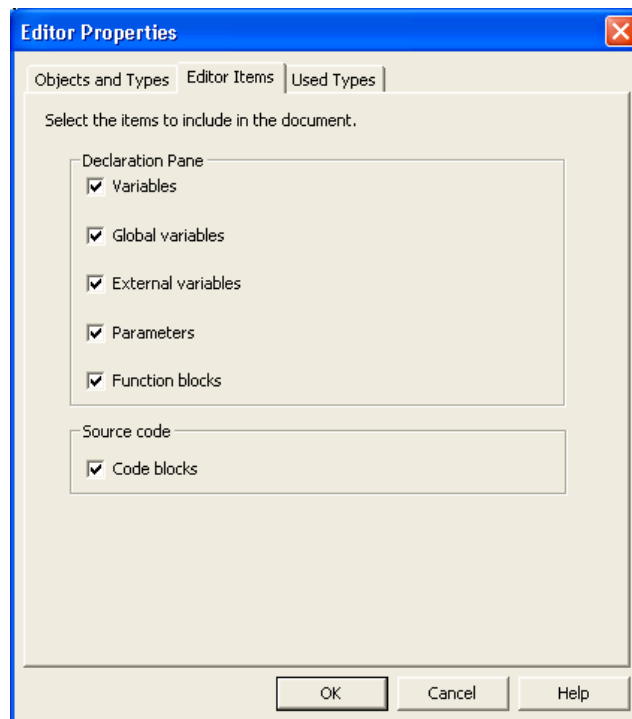 Editor Properties
Objects and Types Editor Items Used Types
Select the items to include in the document.
Declaration Pane
Variables
Global variables
External variables
Parameters
Function blocks
Source code
Code blocks
OK Cancel Help